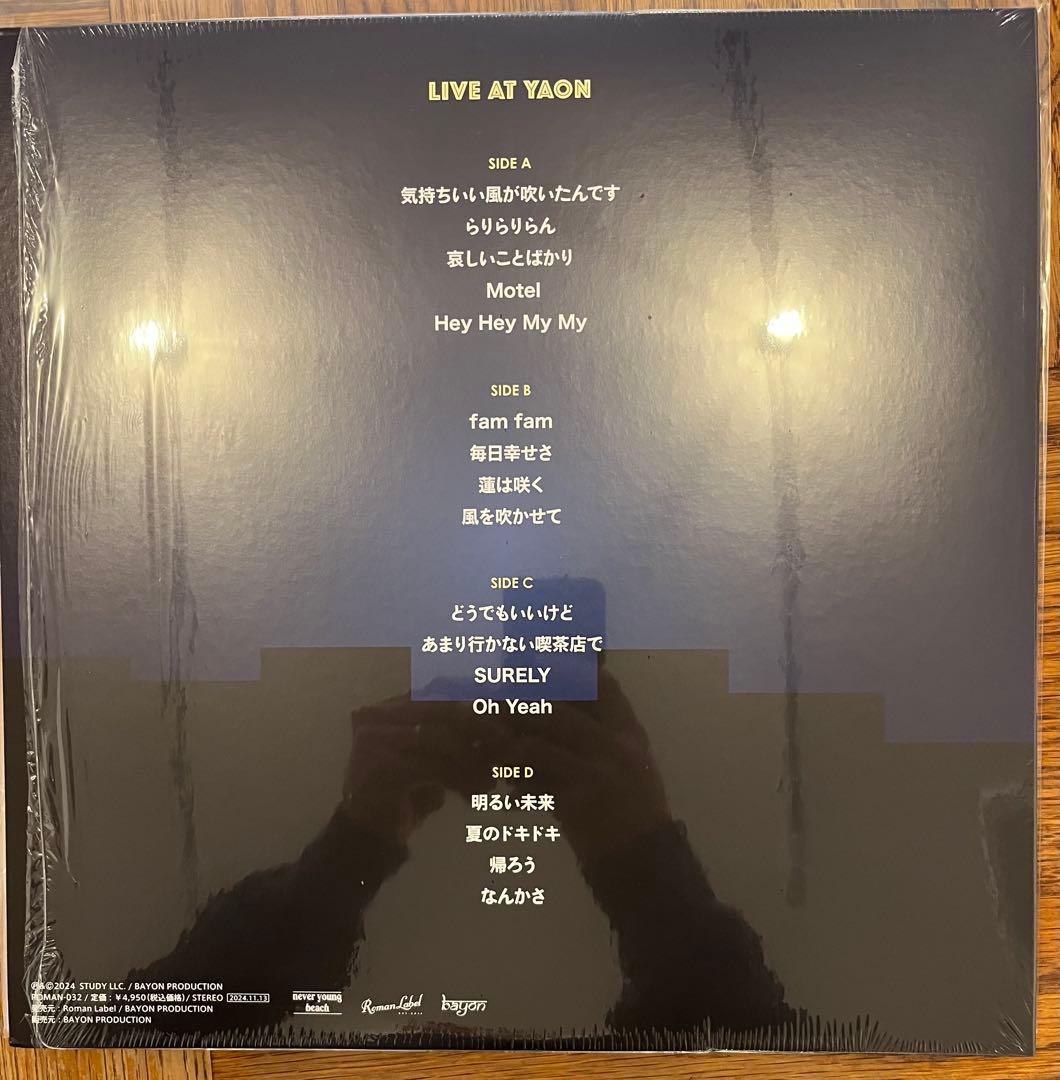 LIVE AT YAON
SIDE A
気持ちいい風が吹いたんです
らりらりらん
哀しいことばかり
Motel
Hey Hey My My
SIDE B
fam fam
毎日幸せさ
蓮は咲く
風を吹かせて
SIDE C
どうでもいいけど
あまり行かない喫茶店で
SURELY
Oh Yeah
SIDE D
明るい未来
夏のドキドキ
帰ろう
なんかさ
℗&©2024 STUDY LLC. / BAYON PRODUCTION
ROMAN-032 / 定価:¥4,950(税込価格) / STEREO 2024.11.13
発売元:Roman Label / BAYON PRODUCTION
販売元:BAYON PRODUCTION
never young
beach
Roman Label
bayon